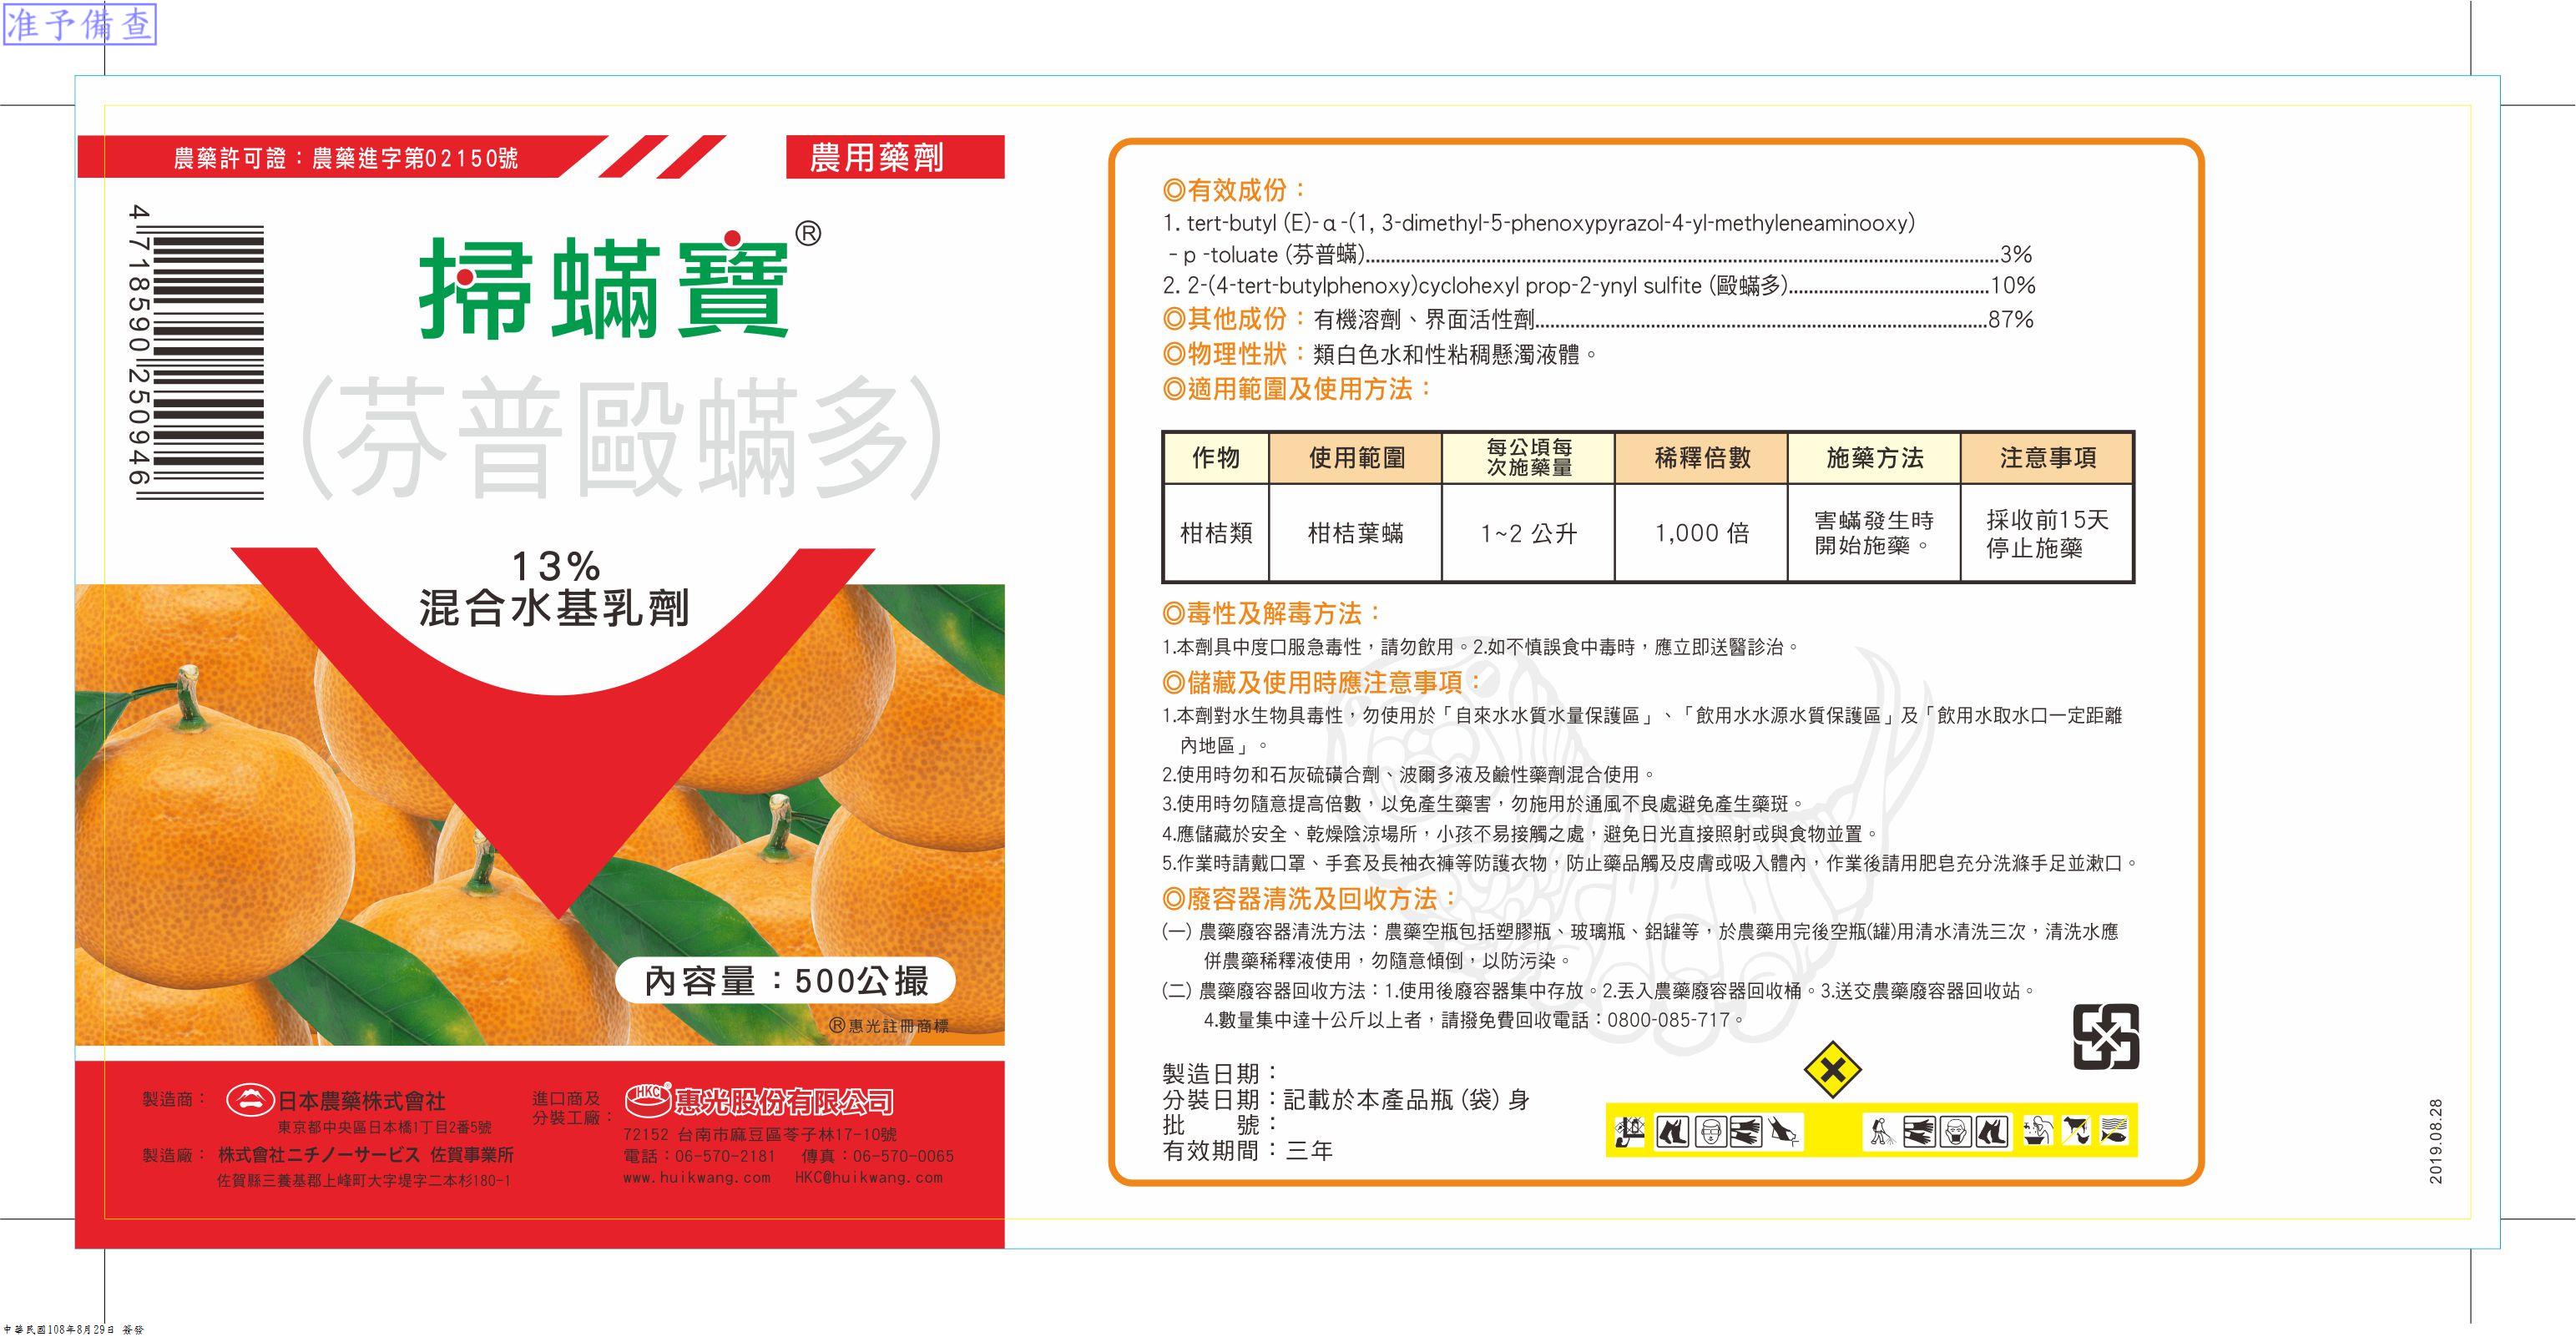 准予備查
農藥許可證：農藥進字第02150號
農用藥劑
4 718590 250946
掃蟎寶®
(芬普毆蟎多)
13%
混合水基乳劑
內容量：500公撮
®惠光註冊商標
製造商：
日本農藥株式會社
東京都中央區日本橋1丁目2番5號
製造廠：株式會社ニチノーサービス 佐賀事業所
佐賀縣三養基郡上峰町大字堤字二本杉180-1
進口商及
分裝工廠：
HKC® 惠光股份有限公司
72152 台南市麻豆區苓子林17-10號
電話：06-570-2181 傳真：06-570-0065
www.huikwang.com HKC@huikwang.com
◎有效成份：
1. tert-butyl (E)-α-(1, 3-dimethyl-5-phenoxypyrazol-4-yl-methyleneaminooxy)
- p -toluate (芬普蟎)...3%
2. 2-(4-tert-butylphenoxy)cyclohexyl prop-2-ynyl sulfite (毆蟎多)...10%
◎其他成份：有機溶劑、界面活性劑...87%
◎物理性狀：類白色水和性粘稠懸濁液體。
◎適用範圍及使用方法：
作物 使用範圍 每公頃每次施藥量 稀釋倍數 施藥方法 注意事項
柑桔類 柑桔葉蟎 1~2 公升 1,000 倍 害蟎發生時開始施藥。 採收前15天停止施藥
◎毒性及解毒方法：
1.本劑具中度口服急毒性，請勿飲用。2.如不慎誤食中毒時，應立即送醫診治。
◎儲藏及使用時應注意事項：
1.本劑對水生物具毒性，勿使用於「自來水水質水量保護區」、「飲用水水源水質保護區」及「飲用水取水口一定距離
內地區」。
2.使用時勿和石灰硫磺合劑、波爾多液及鹼性藥劑混合使用。
3.使用時勿隨意提高倍數，以免產生藥害，勿施用於通風不良處避免產生藥斑。
4.應儲藏於安全、乾燥陰涼場所，小孩不易接觸之處，避免日光直接照射或與食物並置。
5.作業時請戴口罩、手套及長袖衣褲等防護衣物，防止藥品觸及皮膚或吸入體內，作業後請用肥皂充分洗滌手足並漱口。
◎廢容器清洗及回收方法：
(一) 農藥廢容器清洗方法：農藥空瓶包括塑膠瓶、玻璃瓶、鋁罐等，於農藥用完後空瓶(罐)用清水清洗三次，清洗水應
併農藥稀釋液使用，勿隨意傾倒，以防污染。
(二) 農藥廢容器回收方法：1.使用後廢容器集中存放。2.丟入農藥廢容器回收桶。3.送交農藥廢容器回收站。
4.數量集中達十公斤以上者，請撥免費回收電話：0800-085-717。
製造日期：
分裝日期：記載於本產品瓶 (袋) 身
批　　號：
有效期間：三年
2019.08.28
中華民國108年8月29日 簽發